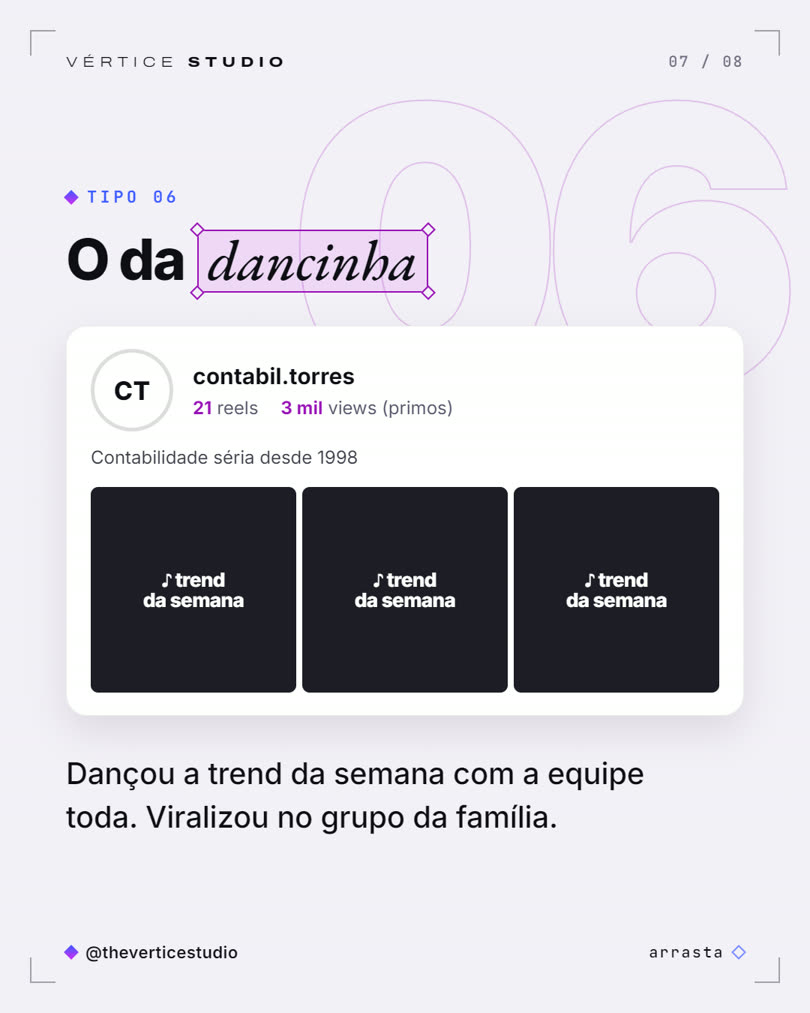 VÉRTICE STUDIO
07 / 08
06
TIPO 06
O da dancinha
CT
contabil.torres
21 reels 3 mil views (primos)
Contabilidade séria desde 1998
♪ trend
da semana
♪ trend
da semana
♪ trend
da semana
Dançou a trend da semana com a equipe
toda. Viralizou no grupo da família.
@theverticestudio
arrasta